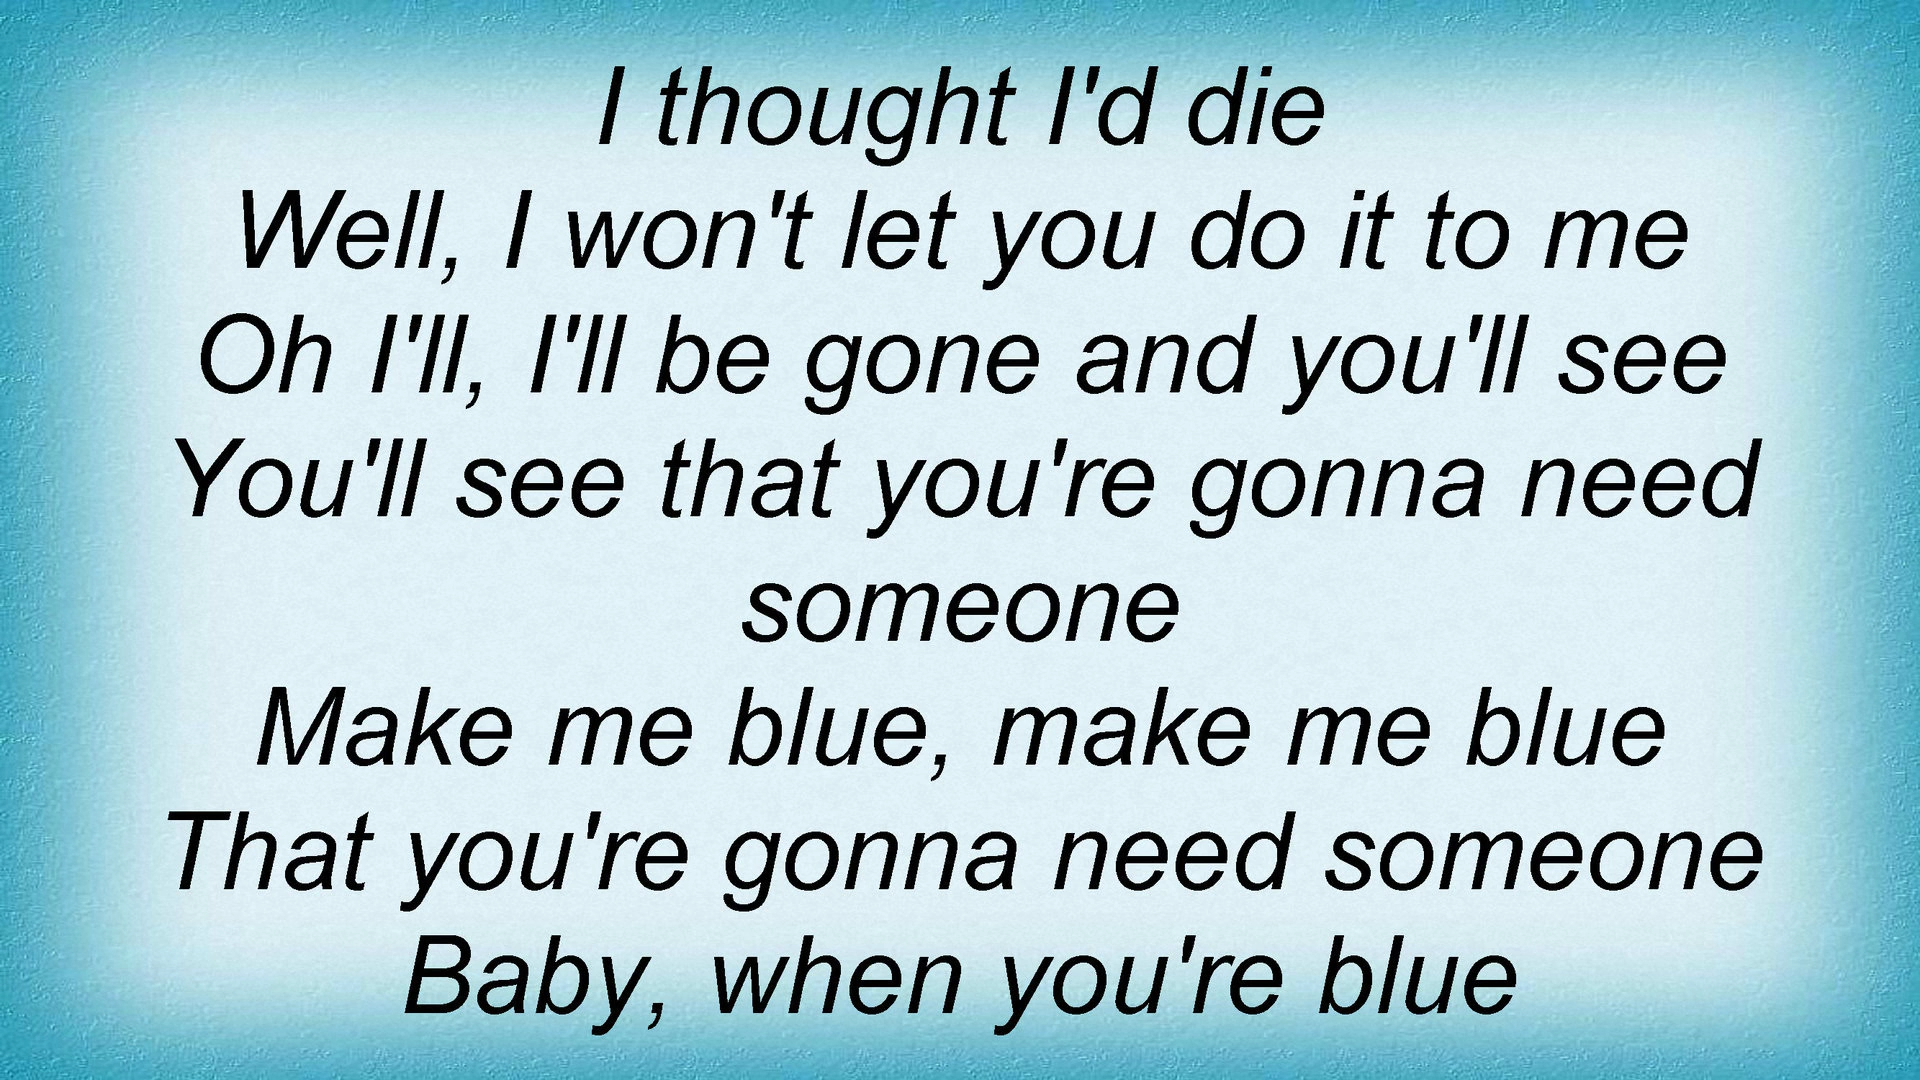 I thought I'd die
Well, I won't let you do it to me
Oh I'll, I'll be gone and you'll see
You'll see that you're gonna need
someone
Make me blue, make me blue
That you're gonna need someone
Baby, when you're blue